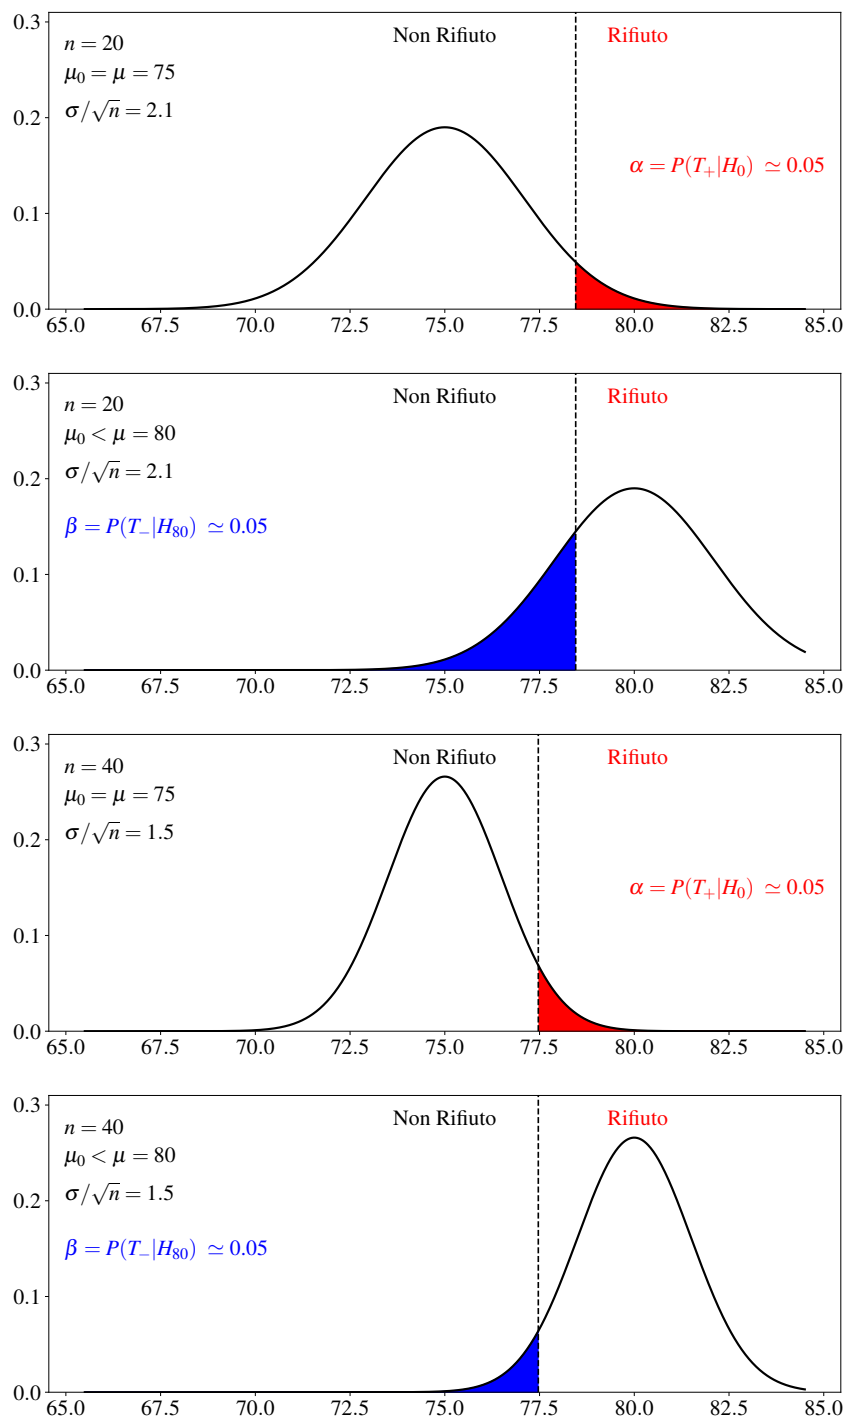 0.3
Non Rifiuto
Rifiuto
n = 20
μ₀ = μ = 75
σ/√n = 2.1
0.2
α = P(T₊|H₀) ≃ 0.05
0.1
0.0
65.0 67.5 70.0 72.5 75.0 77.5 80.0 82.5 85.0
0.3
Non Rifiuto
Rifiuto
n = 20
μ₀ < μ = 80
σ/√n = 2.1
0.2
β = P(T₋|H₈₀) ≃ 0.05
0.1
0.0
65.0 67.5 70.0 72.5 75.0 77.5 80.0 82.5 85.0
0.3
Non Rifiuto
Rifiuto
n = 40
μ₀ = μ = 75
σ/√n = 1.5
0.2
α = P(T₊|H₀) ≃ 0.05
0.1
0.0
65.0 67.5 70.0 72.5 75.0 77.5 80.0 82.5 85.0
0.3
Non Rifiuto
Rifiuto
n = 40
μ₀ < μ = 80
σ/√n = 1.5
0.2
β = P(T₋|H₈₀) ≃ 0.05
0.1
0.0
65.0 67.5 70.0 72.5 75.0 77.5 80.0 82.5 85.0